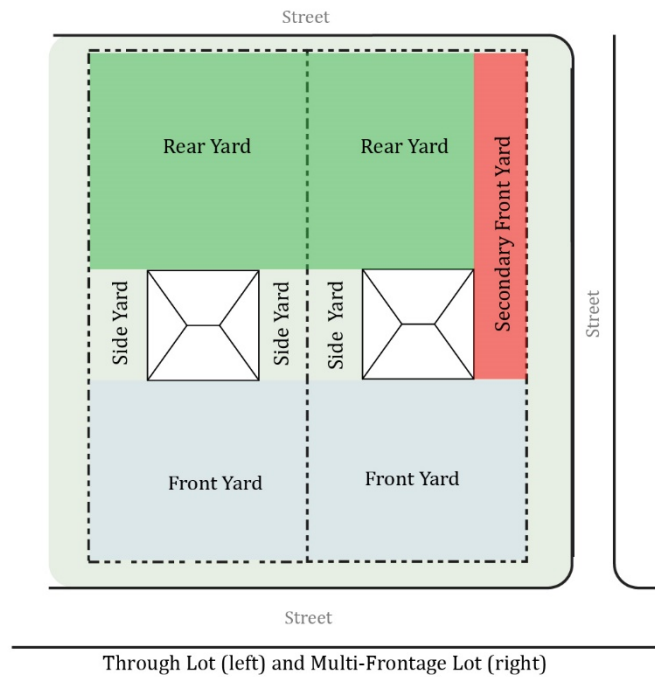 Street
Rear Yard
Rear Yard
Secondary Front Yard
Side Yard
Side Yard
Side Yard
Street
Front Yard
Front Yard
Street
Through Lot (left) and Multi-Frontage Lot (right)